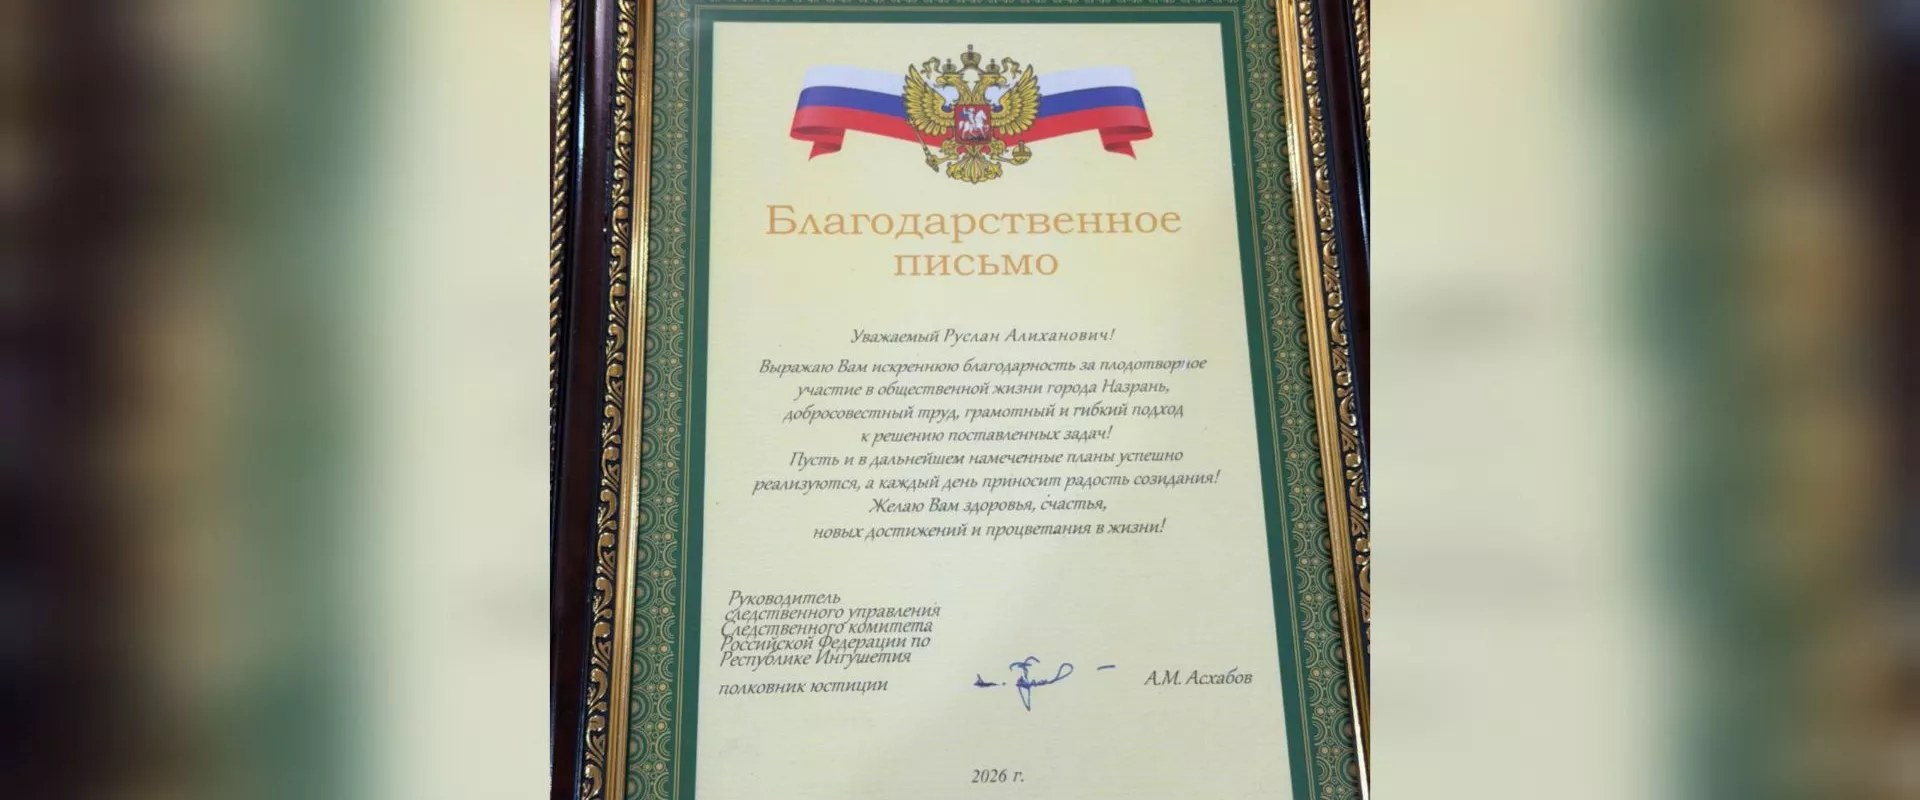 Благодарственное
письмо
Уважаемый Руслан Алиханович!
Выражаю Вам искреннюю благодарность за плодотворное
участие в общественной жизни города Назрань,
добросовестный труд, грамотный и гибкий подход
к решению поставленных задач!
Пусть и в дальнейшем намеченные планы успешно
реализуются, а каждый день приносит радость созидания!
Желаю Вам здоровья, счастья,
новых достижений и процветания в жизни!
Руководитель
следственного управления
Следственного комитета
Российской Федерации по
Республике Ингушетия
полковник юстиции
А.М. Асхабов
2026 г.